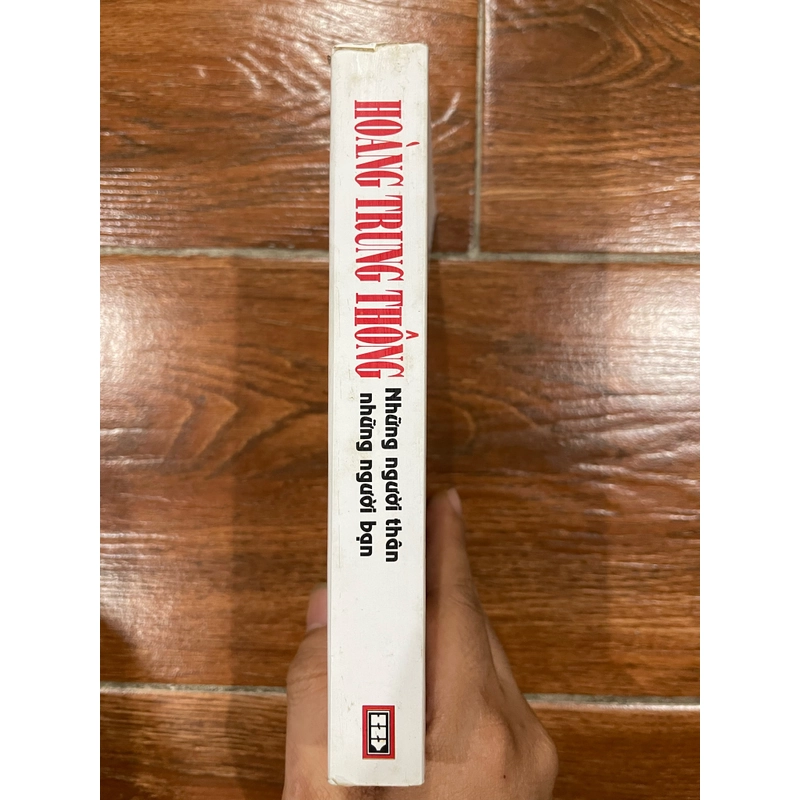 HOÀNG TRUNG THÔNG
Những người thân
những người bạn